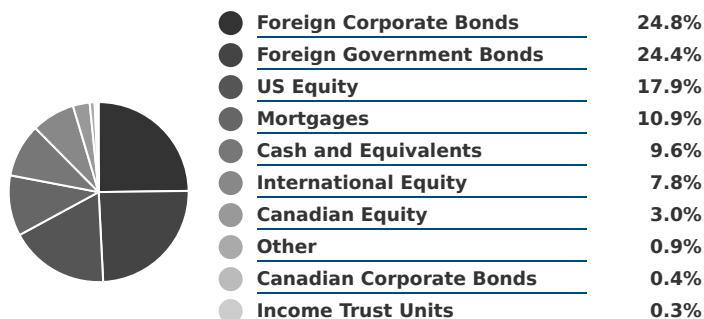 Foreign Corporate Bonds 24.8%
Foreign Government Bonds 24.4%
US Equity 17.9%
Mortgages 10.9%
Cash and Equivalents 9.6%
International Equity 7.8%
Canadian Equity 3.0%
Other 0.9%
Canadian Corporate Bonds 0.4%
Income Trust Units 0.3%